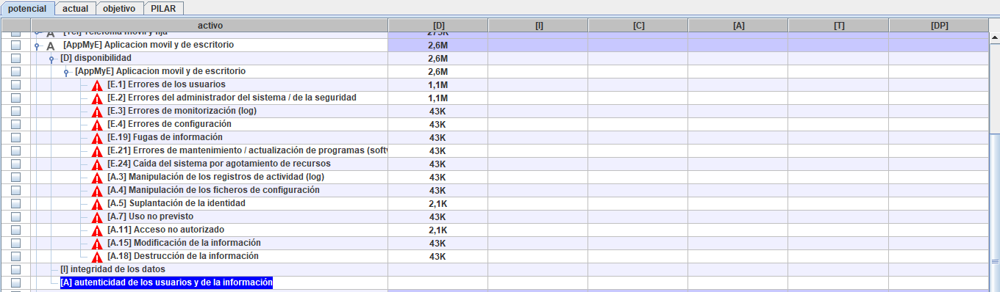 potencial actual objetivo PILAR
activo [D] [I] [C] [A] [T] [DP]
[Tel] Telefonia movil y fija 275K
[AppMyE] Aplicacion movil y de escritorio 2,6M
[D] disponibilidad 2,6M
[AppMyE] Aplicacion movil y de escritorio 2,6M
[E.1] Errores de los usuarios 1,1M
[E.2] Errores del administrador del sistema / de la seguridad 1,1M
[E.3] Errores de monitorización (log) 43K
[E.4] Errores de configuración 43K
[E.19] Fugas de información 43K
[E.21] Errores de mantenimiento / actualización de programas (soft 43K
[E.24] Caída del sistema por agotamiento de recursos 43K
[A.3] Manipulación de los registros de actividad (log) 43K
[A.4] Manipulación de los ficheros de configuración 43K
[A.5] Suplantación de la identidad 2,1K
[A.7] Uso no previsto 43K
[A.11] Acceso no autorizado 2,1K
[A.15] Modificación de la información 43K
[A.18] Destrucción de la información 43K
[I] integridad de los datos
[A] autenticidad de los usuarios y de la información